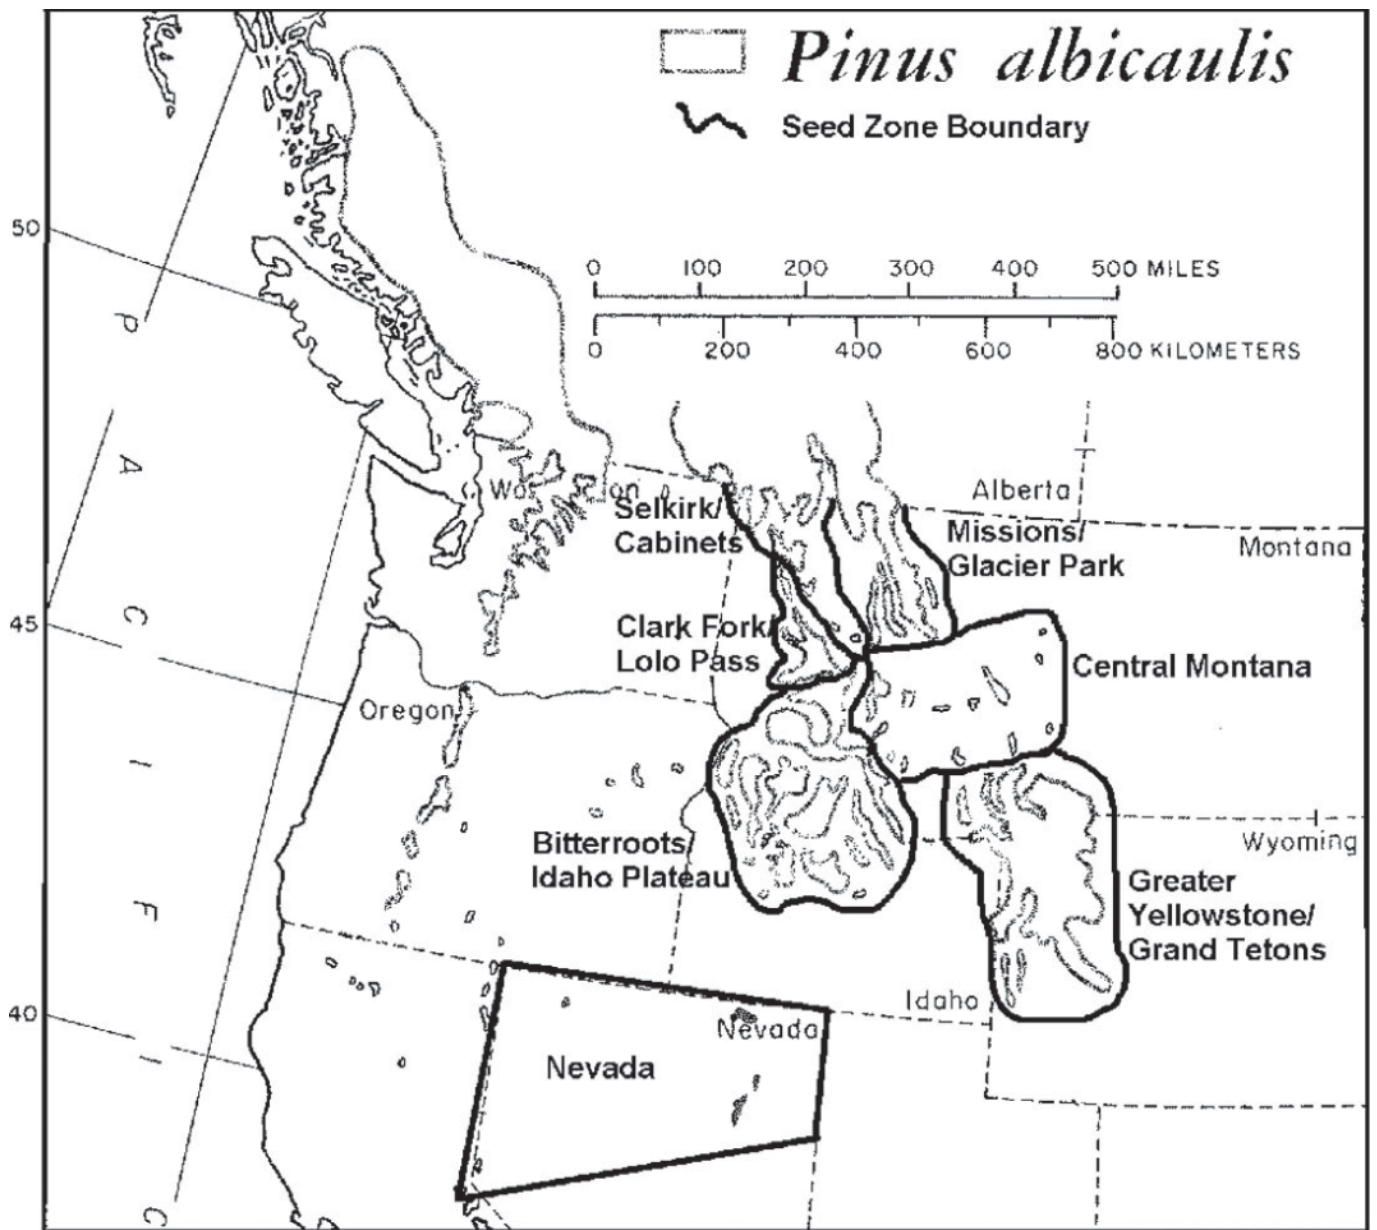 Pinus albicaulis
Seed Zone Boundary
50
0 100 200 300 400 500 MILES
0 200 400 600 800 KILOMETERS
P
A
C
I
F
I
C
Alberta
Selkirk/
Cabinets
Missions/
Glacier Park
Montana
45
Clark Fork/
Lolo Pass
Central Montana
Oregon
Wyoming
Bitterroots/
Idaho Plateau
Greater
Yellowstone/
Grand Tetons
Idaho
40
Nevada
Nevada